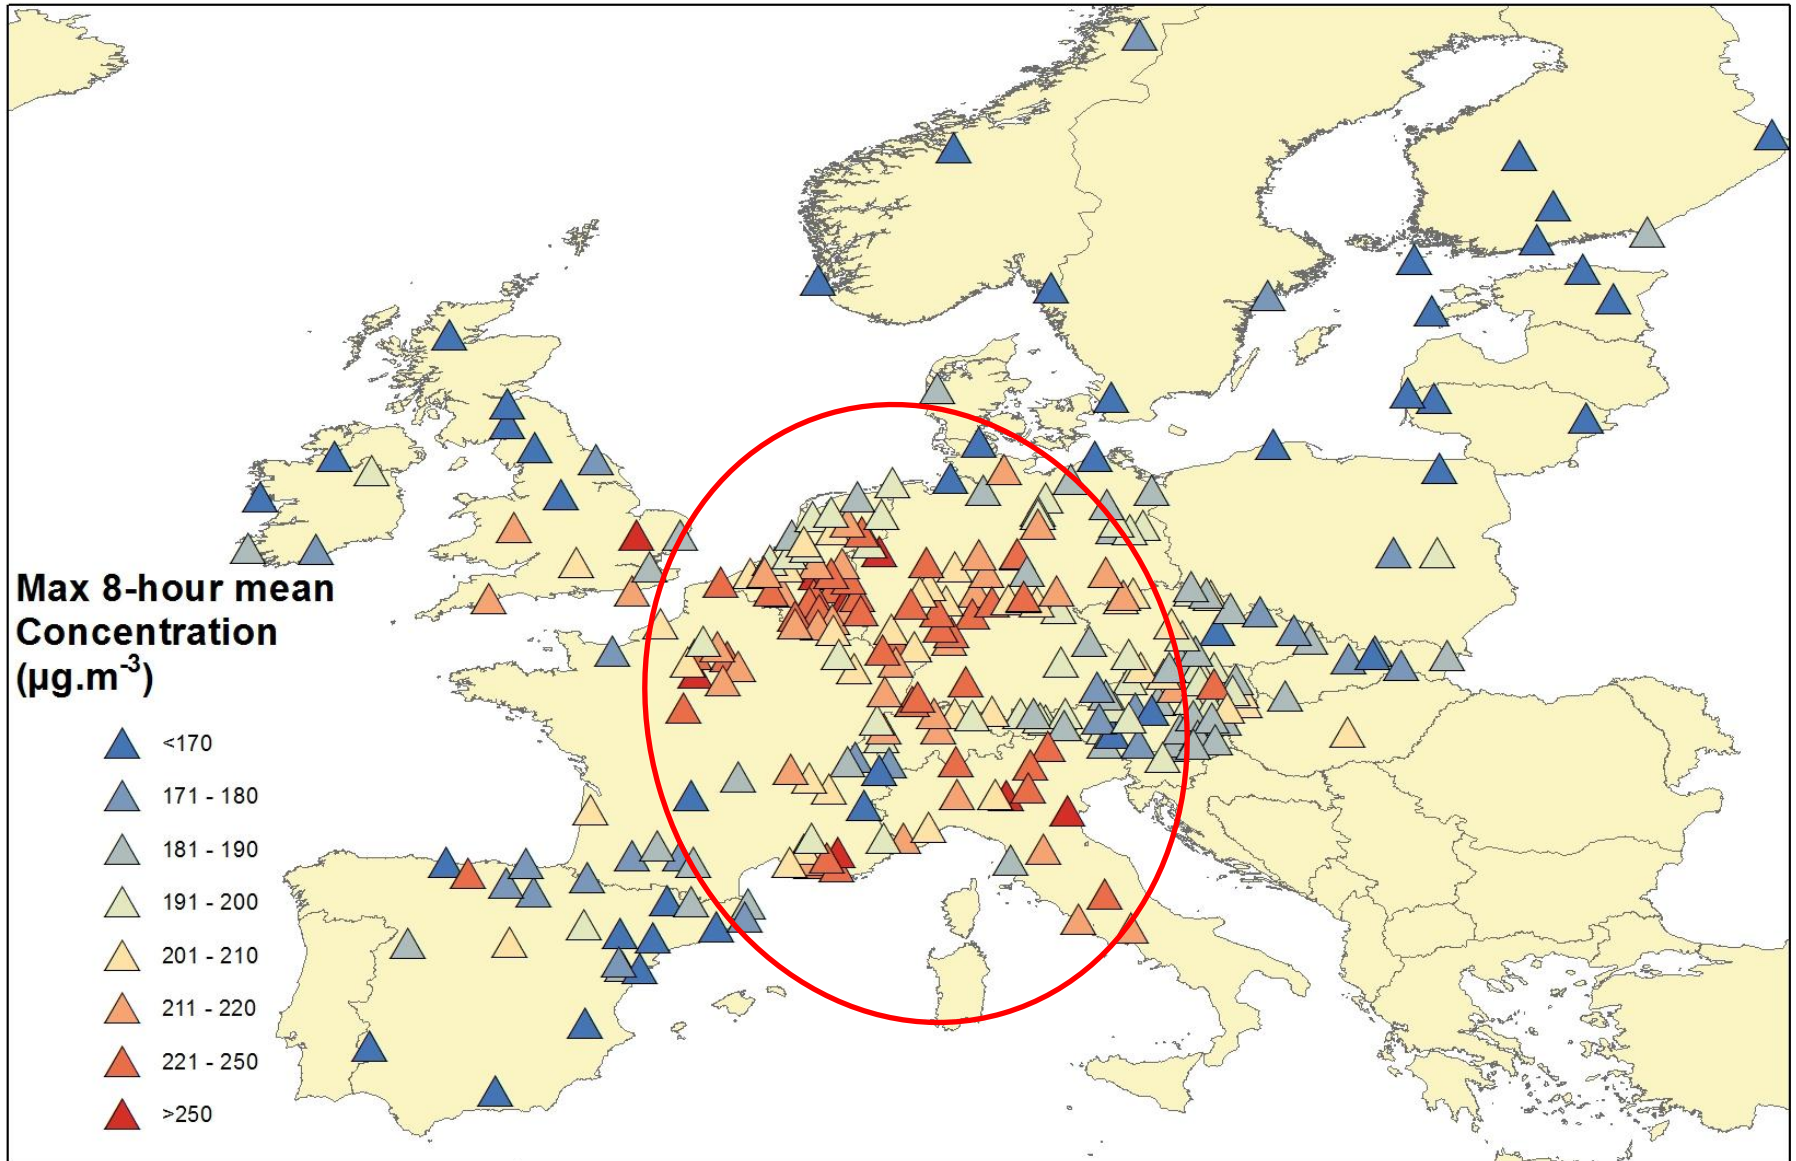 Max 8-hour mean
Concentration
(µg.m⁻³)
<170
171 - 180
181 - 190
191 - 200
201 - 210
211 - 220
221 - 250
>250